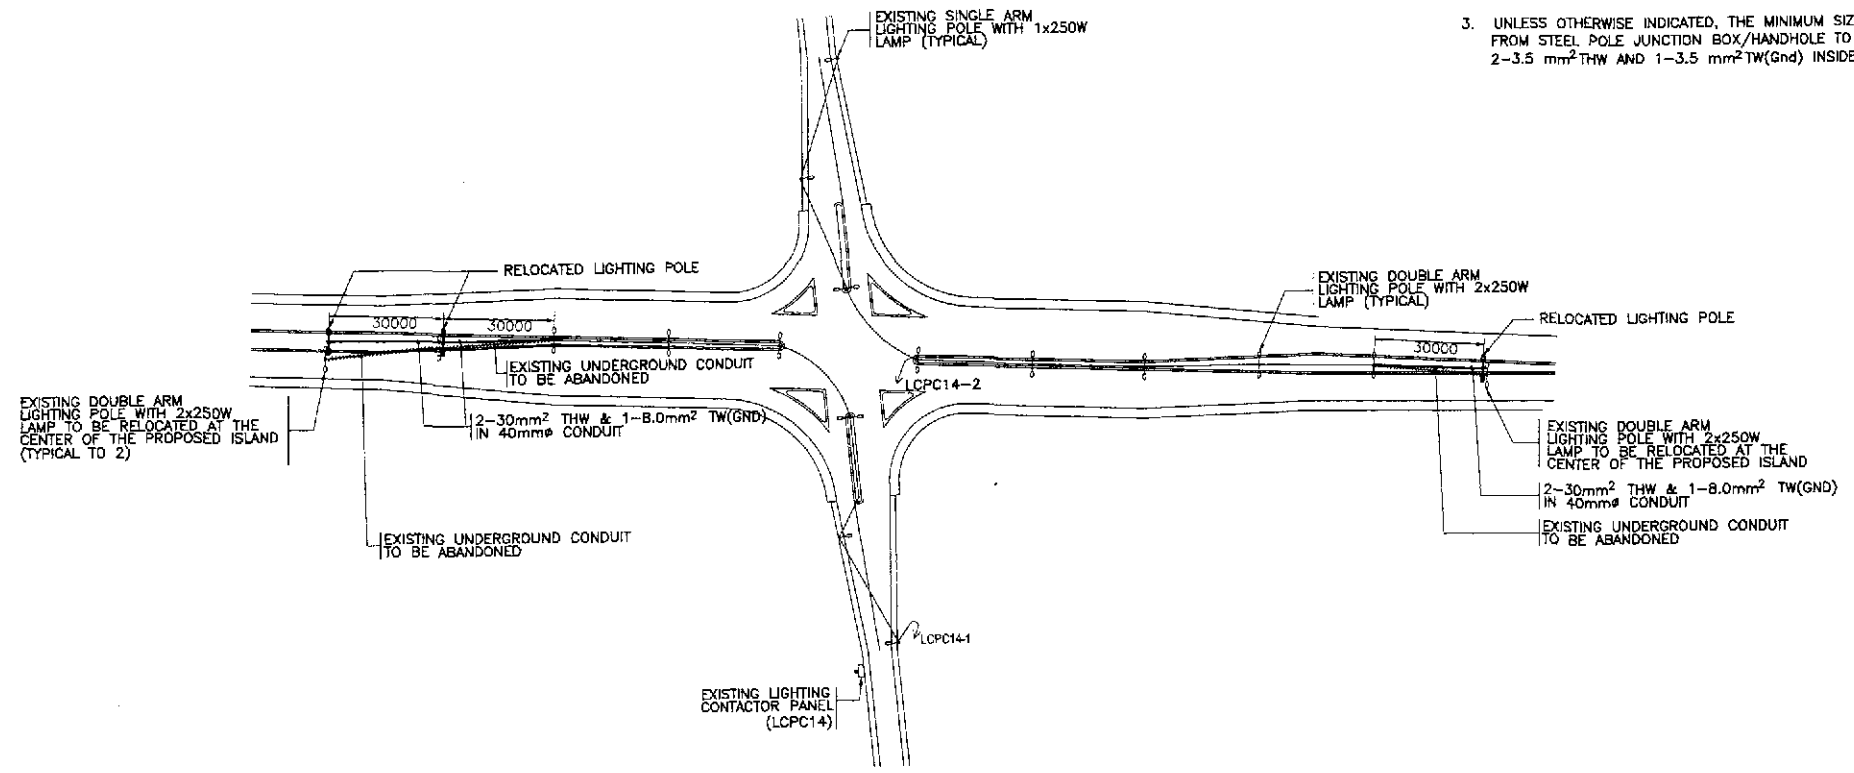 EXISTING SINGLE ARM
LIGHTING POLE WITH 1x250W
LAMP (TYPICAL)
3. UNLESS OTHERWISE INDICATED, THE MINIMUM SIZ
FROM STEEL POLE JUNCTION BOX/HANDHOLE TO
2-3.5 mm² THW AND 1-3.5 mm² TW(Gnd) INSIDE
RELOCATED LIGHTING POLE
30000
30000
EXISTING UNDERGROUND CONDUIT
TO BE ABANDONED
2-30mm² THW & 1-8.0mm² TW(GND)
IN 40mmø CONDUIT
EXISTING DOUBLE ARM
LIGHTING POLE WITH 2x250W
LAMP TO BE RELOCATED AT THE
CENTER OF THE PROPOSED ISLAND
(TYPICAL TO 2)
EXISTING UNDERGROUND CONDUIT
TO BE ABANDONED
EXISTING DOUBLE ARM
LIGHTING POLE WITH 2x250W
LAMP (TYPICAL)
RELOCATED LIGHTING POLE
30000
LCPC14-2
EXISTING DOUBLE ARM
LIGHTING POLE WITH 2x250W
LAMP TO BE RELOCATED AT THE
CENTER OF THE PROPOSED ISLAND
2-30mm² THW & 1-8.0mm² TW(GND)
IN 40mmø CONDUIT
EXISTING UNDERGROUND CONDUIT
TO BE ABANDONED
LCPC14-1
EXISTING LIGHTING
CONTACTOR PANEL
(LCPC14)